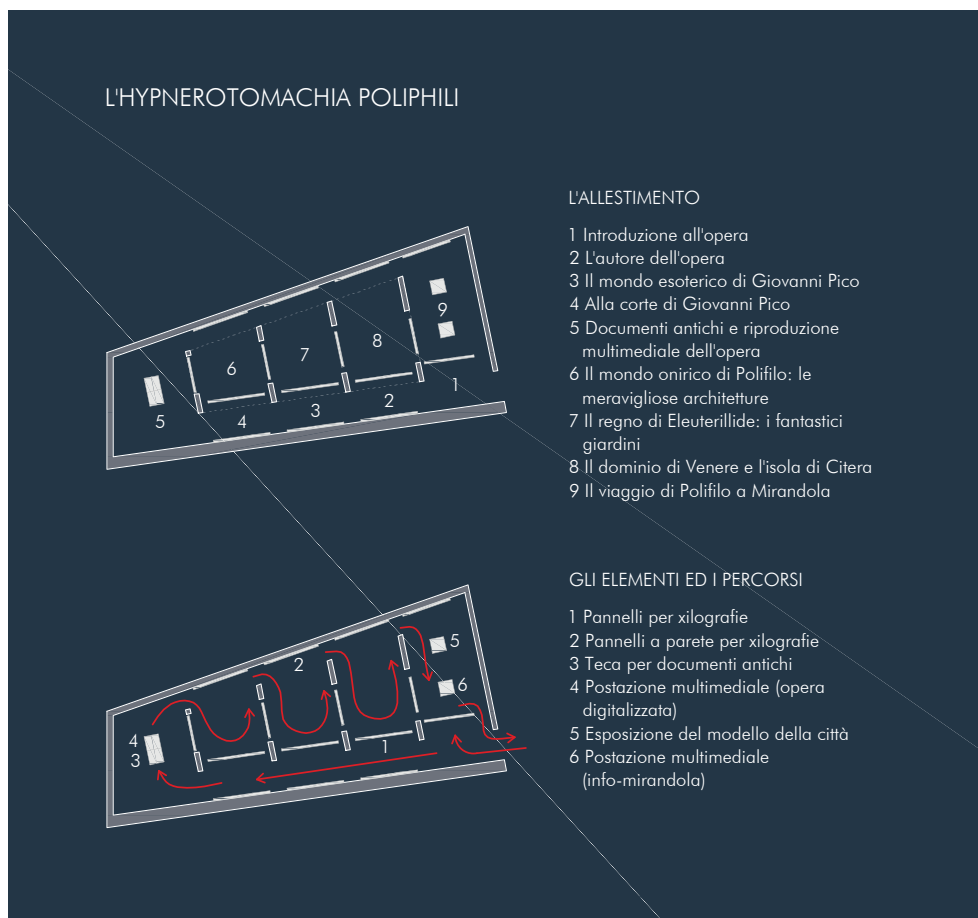 L'HYPNEROTOMACHIA POLIPHILI
L'ALLESTIMENTO
1 Introduzione all'opera
2 L'autore dell'opera
3 Il mondo esoterico di Giovanni Pico
4 Alla corte di Giovanni Pico
5 Documenti antichi e riproduzione
multimediale dell'opera
6 Il mondo onirico di Polifilo: le
meravigliose architetture
7 Il regno di Eleuterillide: i fantastici
giardini
8 Il dominio di Venere e l'isola di Citera
9 Il viaggio di Polifilo a Mirandola
9
8
7
6
1
2
3
4
5
GLI ELEMENTI ED I PERCORSI
1 Pannelli per xilografie
2 Pannelli a parete per xilografie
3 Teca per documenti antichi
4 Postazione multimediale (opera
digitalizzata)
5 Esposizione del modello della città
6 Postazione multimediale
(info-mirandola)
5
2
6
4
1
3